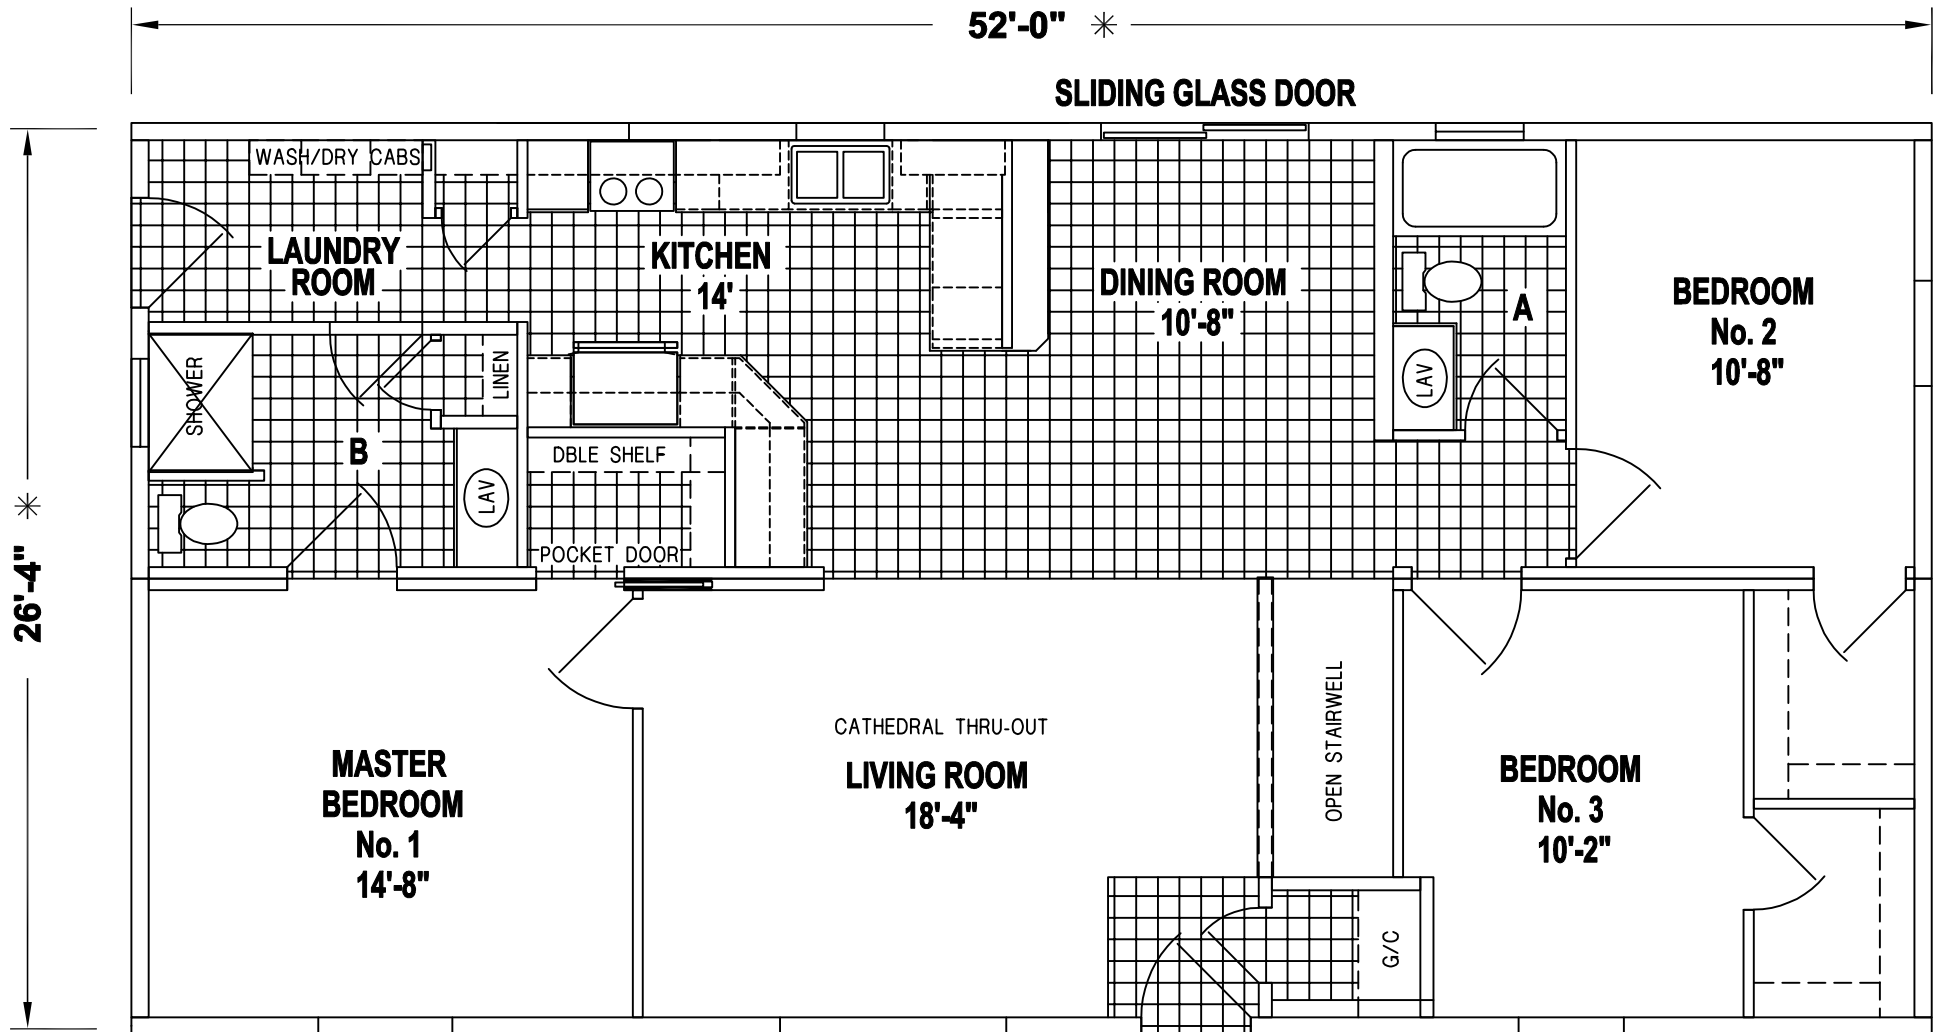 52'-0" *
SLIDING GLASS DOOR
WASH/DRY CABS
LAUNDRY
ROOM
KITCHEN
14'
DINING ROOM
10'-8"
A
BEDROOM
No. 2
10'-8"
SHOWER
LINEN
LAV
B
DBLE SHELF
LAV
POCKET DOOR
26'-4" *
MASTER
BEDROOM
No. 1
14'-8"
CATHEDRAL THRU-OUT
LIVING ROOM
18'-4"
OPEN STAIRWELL
BEDROOM
No. 3
10'-2"
G/C